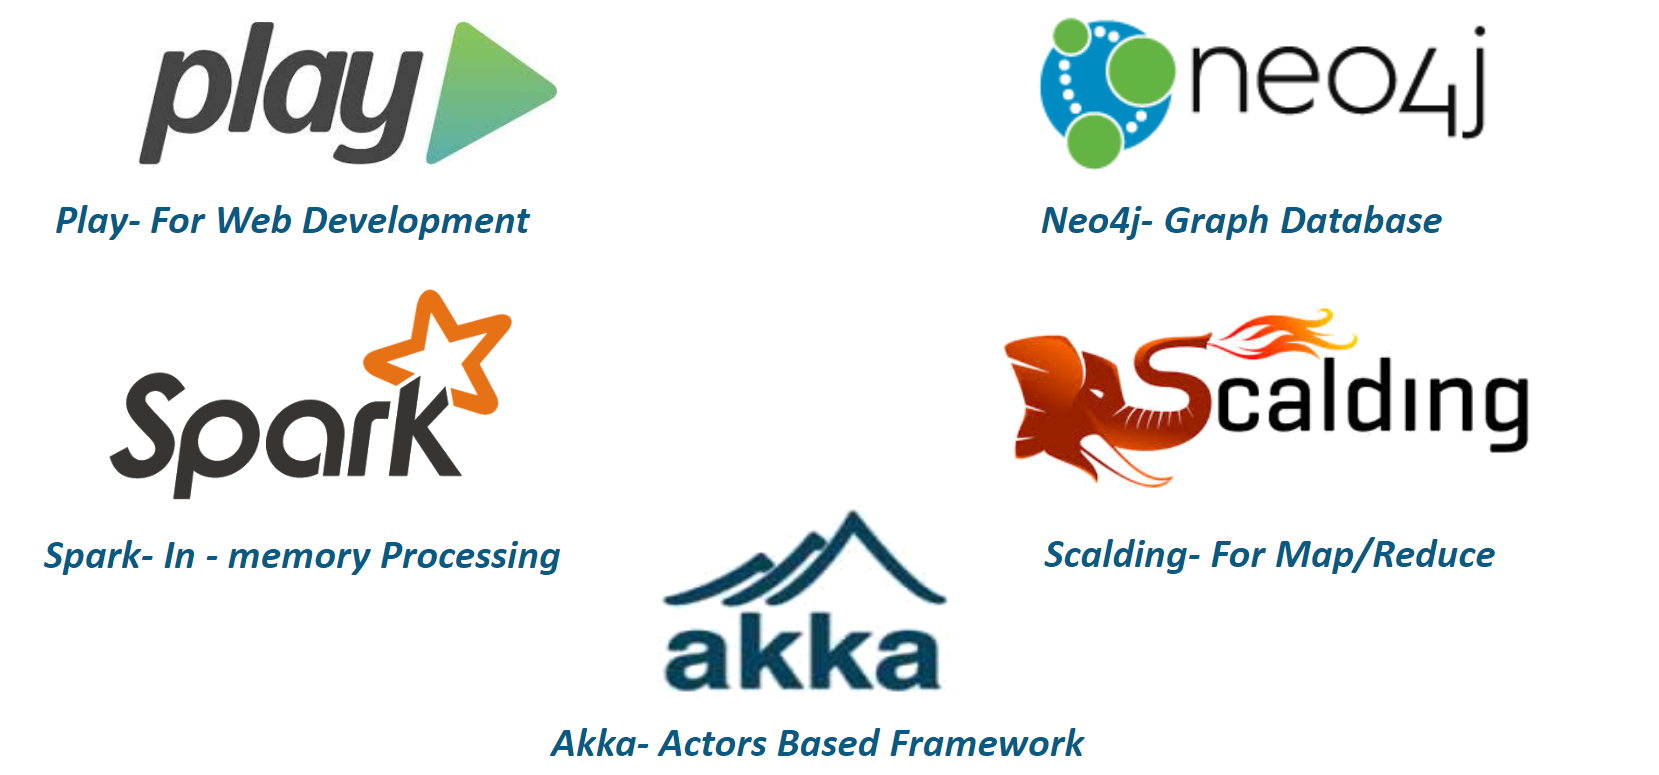 play
neo4j
Play- For Web Development
Neo4j- Graph Database
Spark
Scalding
Spark- In - memory Processing
Scalding- For Map/Reduce
akka
Akka- Actors Based Framework